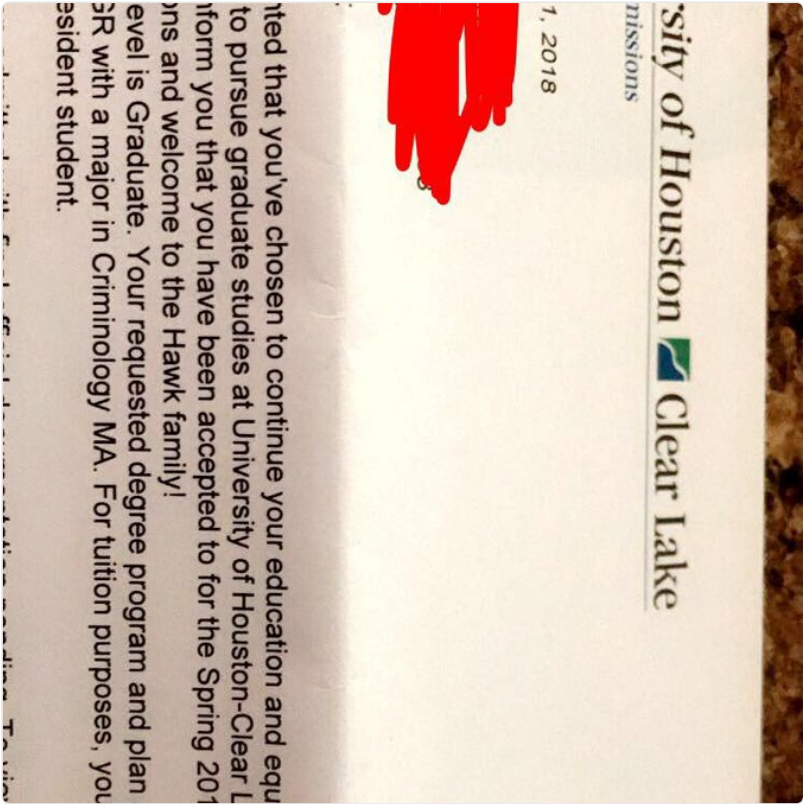 rsity of Houston Clear Lake
missions
1, 2018
nted that you've chosen to continue your education and equ
to pursue graduate studies at University of Houston-Clear L
nform you that you have been accepted to for the Spring 201
ons and welcome to the Hawk family!
evel is Graduate. Your requested degree program and plan
GR with a major in Criminology MA. For tuition purposes, you
esident student.